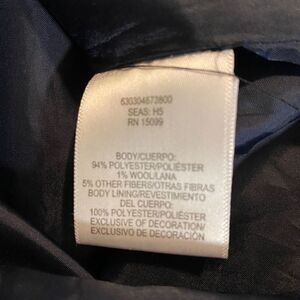 630304673800
SEAS: H5
RN 15099
BODY/CUERPO:
94% POLYESTER/POLIÉSTER
1% WOOL/LANA
5% OTHER FIBERS/OTRAS FIBRAS
BODY LINING/REVESTIMIENTO
DEL CUERPO:
100% POLYESTER/POLIÉSTER
EXCLUSIVE OF DECORATION/
EXCLUSIVO DE DECORACIÓN